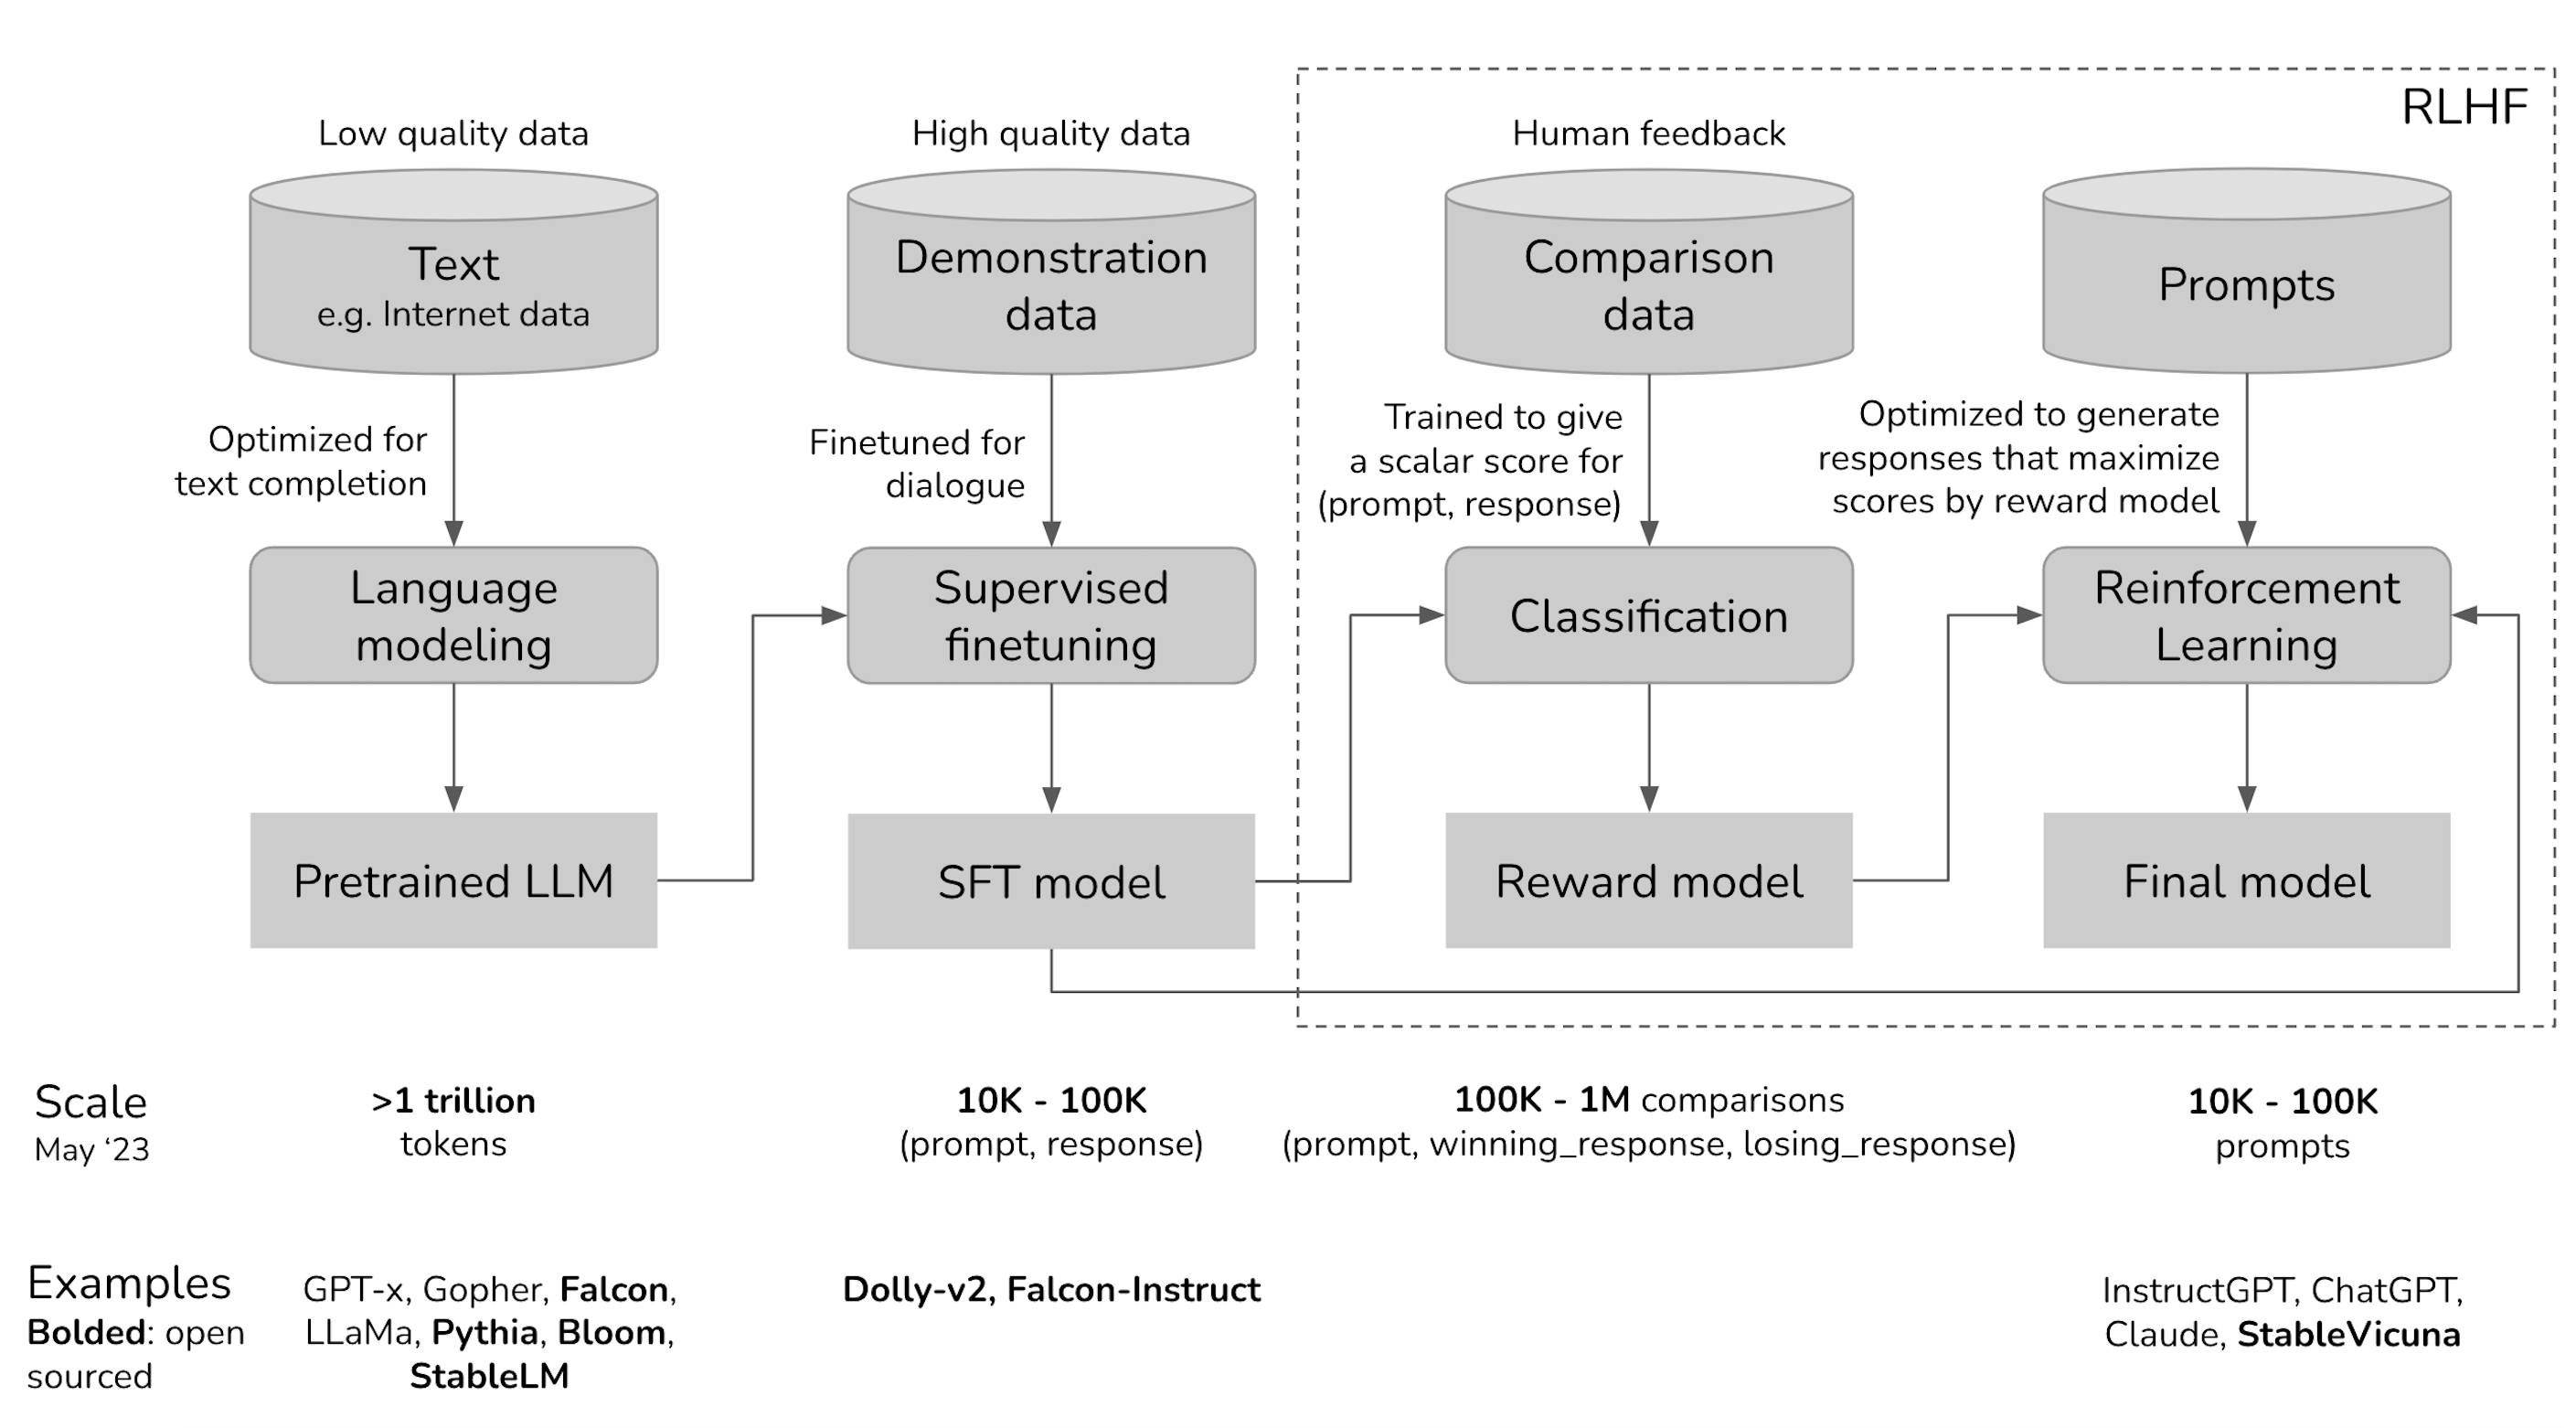 RLHF
Low quality data
High quality data
Human feedback
Text
e.g. Internet data
Demonstration
data
Comparison
data
Prompts
Optimized for
text completion
Finetuned for
dialogue
Trained to give
a scalar score for
(prompt, response)
Optimized to generate
responses that maximize
scores by reward model
Language
modeling
Supervised
finetuning
Classification
Reinforcement
Learning
Pretrained LLM
SFT model
Reward model
Final model
Scale
May ‘23
>1 trillion
tokens
10K - 100K
(prompt, response)
100K - 1M comparisons
(prompt, winning_response, losing_response)
10K - 100K
prompts
Examples
Bolded: open
sourced
GPT-x, Gopher, Falcon,
LLaMa, Pythia, Bloom,
StableLM
Dolly-v2, Falcon-Instruct
InstructGPT, ChatGPT,
Claude, StableVicuna